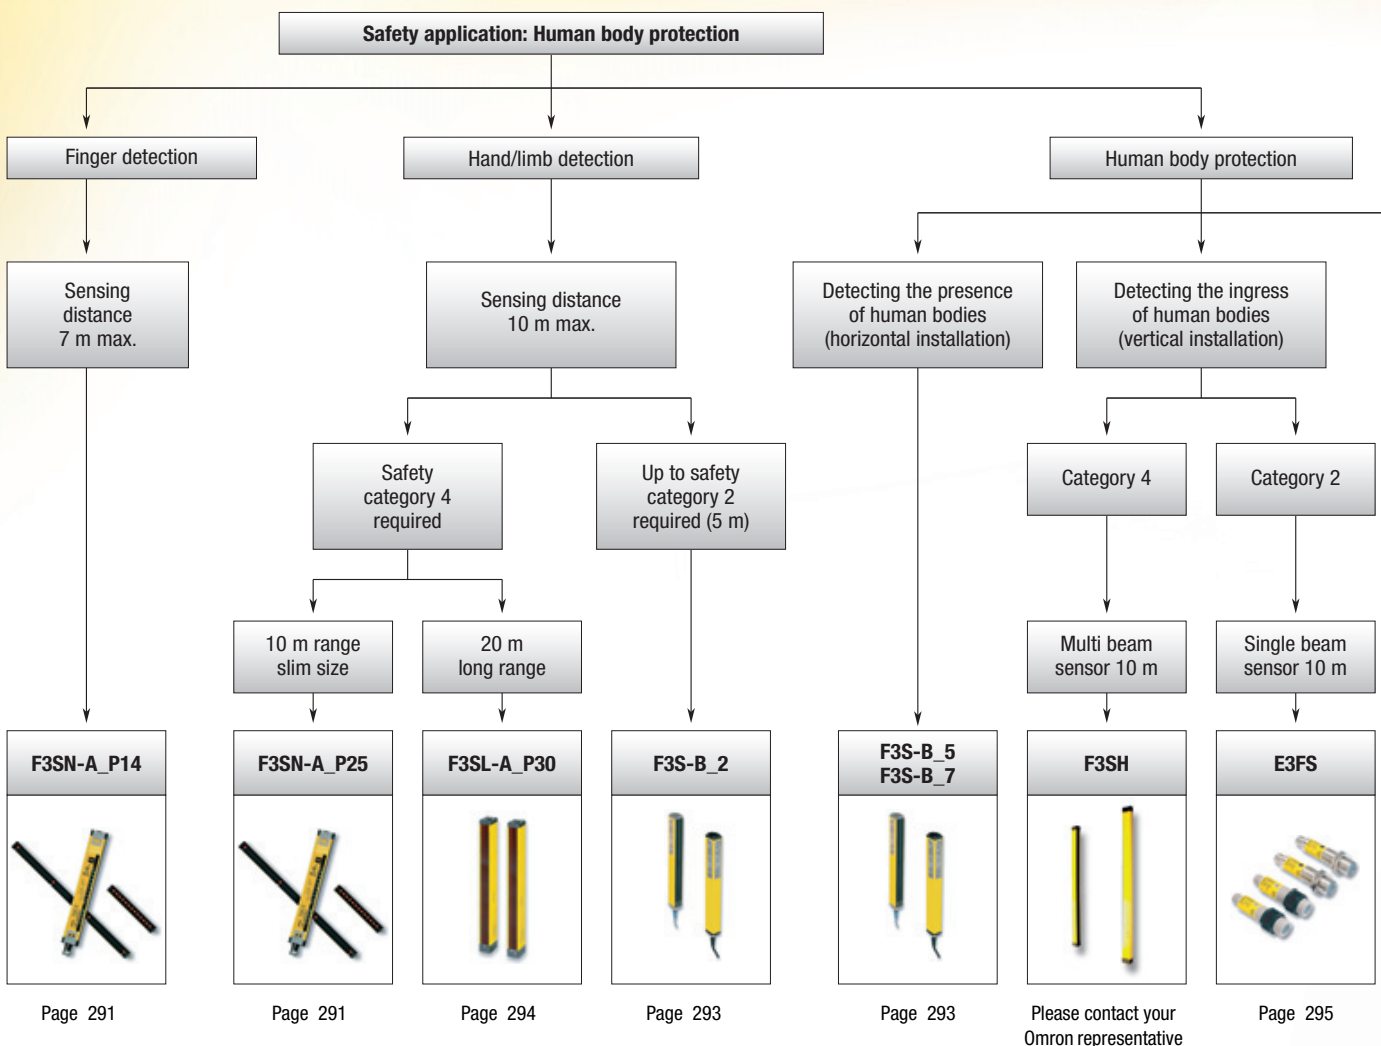 Safety application: Human body protection
Finger detection
Hand/limb detection
Human body protection
Sensing
distance
7 m max.
Sensing distance
10 m max.
Detecting the presence
of human bodies
(horizontal installation)
Detecting the ingress
of human bodies
(vertical installation)
Safety
category 4
required
Up to safety
category 2
required (5 m)
Category 4
Category 2
10 m range
slim size
20 m
long range
Multi beam
sensor 10 m
Single beam
sensor 10 m
F3SN-A_P14
F3SN-A_P25
F3SL-A_P30
F3S-B_2
F3S-B_5
F3S-B_7
F3SH
E3FS
Page 291
Page 291
Page 294
Page 293
Page 293
Please contact your
Omron representative
Page 295